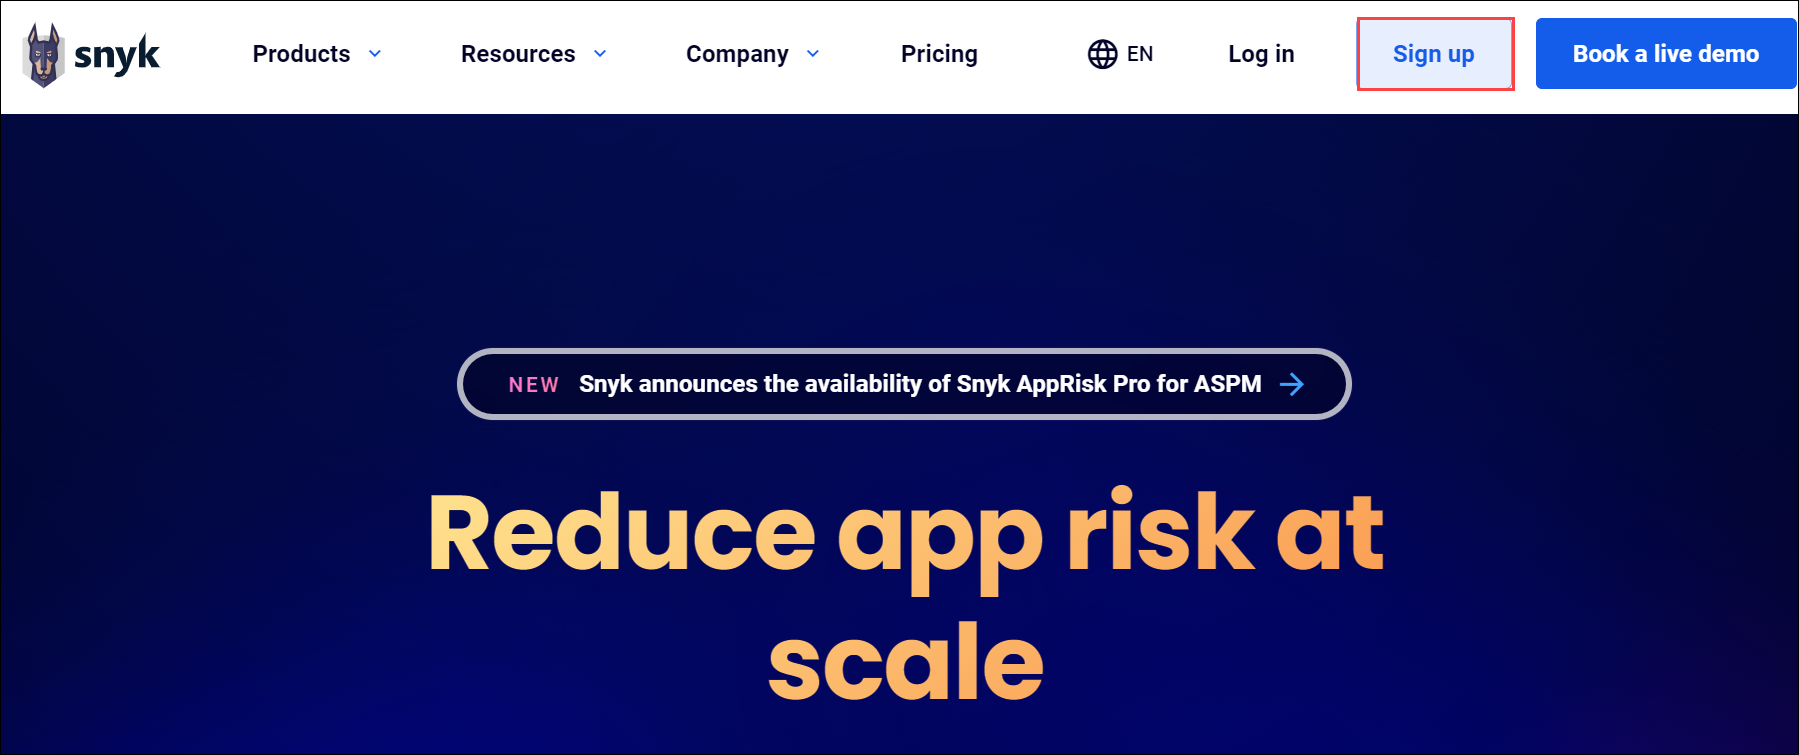 snyk
Products
Resources
Company
Pricing
EN
Log in
Sign up
Book a live demo
NEW Snyk announces the availability of Snyk AppRisk Pro for ASPM
Reduce app risk at
scale